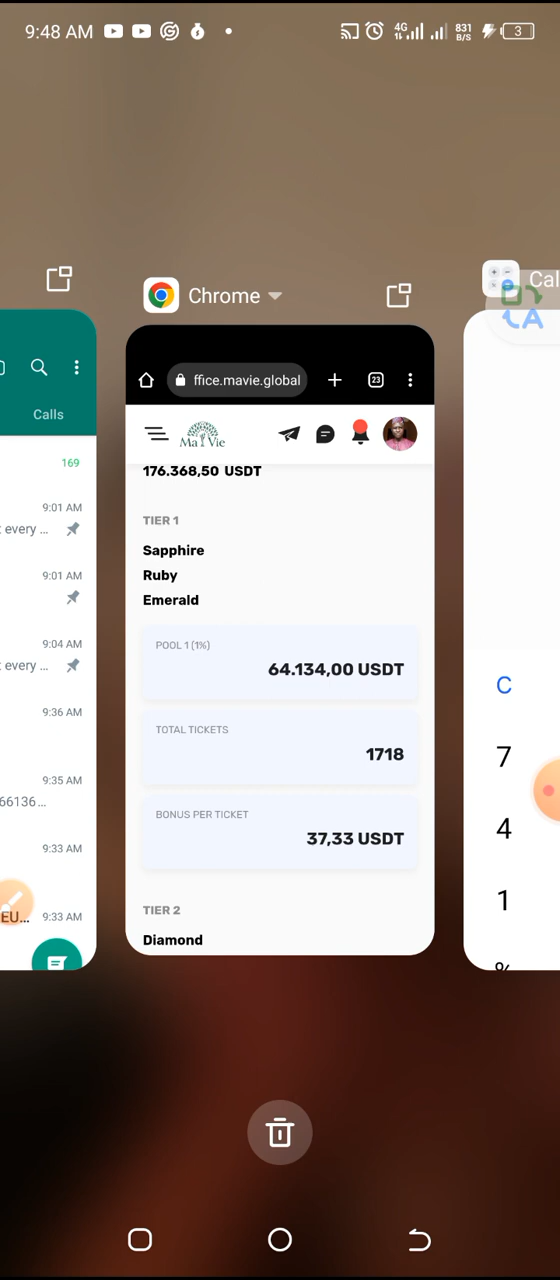 9:48 AM
4G
831
B/S
3
Chrome
Cal
Calls
169
9:01 AM
t every ...
9:01 AM
9:04 AM
t every ...
9:36 AM
9:35 AM
66136...
9:33 AM
EU... 9:33 AM
ffice.mavie.global
23
Ma Vie
176.368,50 USDT
TIER 1
Sapphire
Ruby
Emerald
POOL 1 (1%)
64.134,00 USDT
TOTAL TICKETS
1718
BONUS PER TICKET
37,33 USDT
TIER 2
Diamond
A
C
7
4
1
%